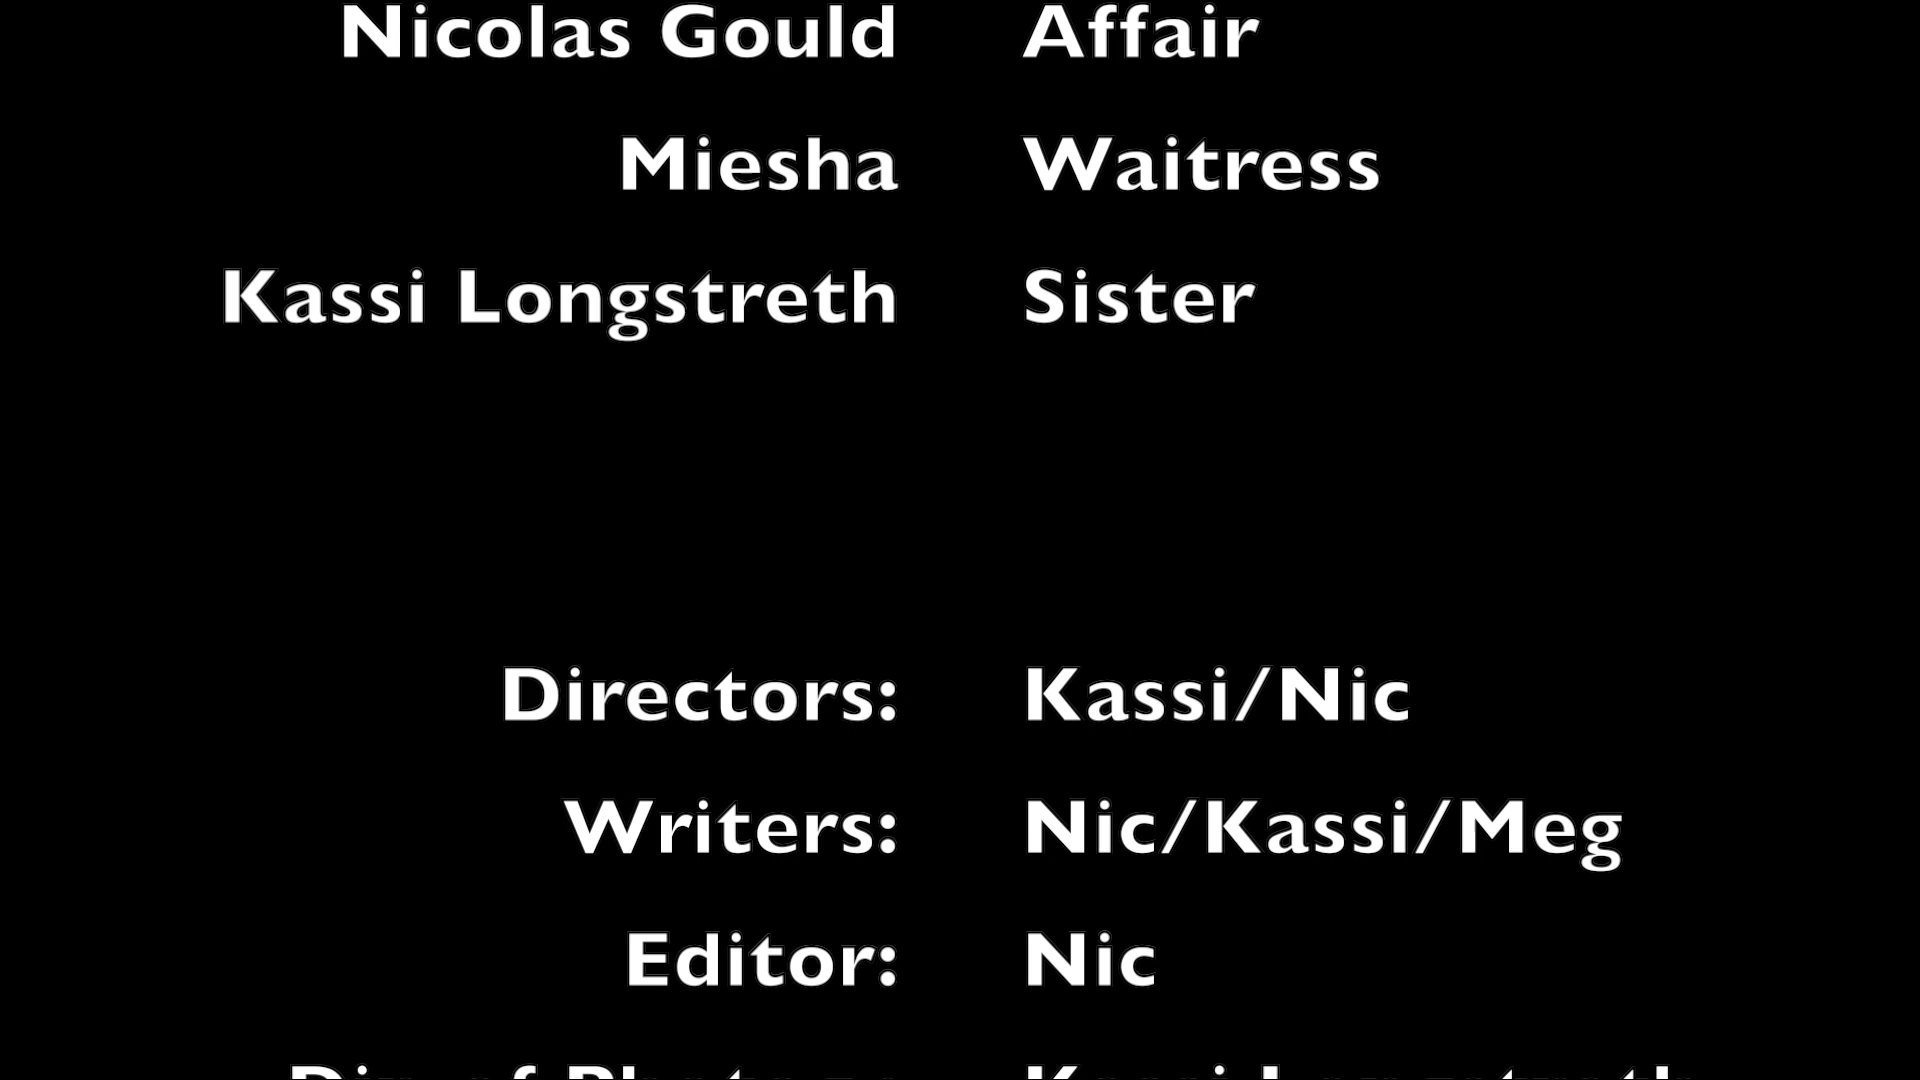 Nicolas Gould Affair
Miesha Waitress
Kassi Longstreth Sister
Directors: Kassi/Nic
Writers: Nic/Kassi/Meg
Editor: Nic